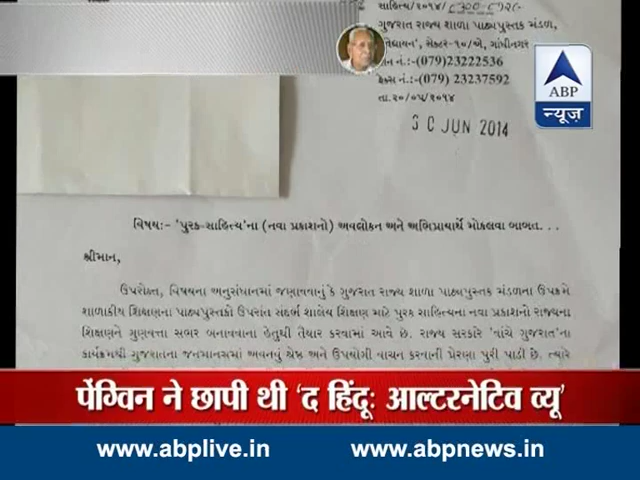 સાહિત્ય/૨૦૧૪/
ગુજરાત રાજ્ય શાળા પાઠ્યપુસ્તક મંડળ,
સેક્ટર-૧૦/એ, ગાંધીનગર
નં.:-(079)23222536
નં.:-(079) 23237592
તા.૨૦/૦૫/૨૦૧૪
ABP
न्यूज़
JUN 2014
વિષય:- 'પુરક-સાહિત્ય'ના (નવા પ્રકાશનો) અવલોકન અને અભિપ્રાયાર્થે મોકલવા બાબત. . .
શ્રીમાન,
ઉપરોક્ત, વિષયના અનુસંધાનમાં જણાવવાનું કે ગુજરાત રાજ્ય શાળા પાઠ્યપુસ્તક મંડળના ઉપક્રમે
શાળાકીય શિક્ષણના પાઠ્યપુસ્તકો ઉપરાંત સંદર્ભ શાલેય શિક્ષણ માટે પુરક સાહિત્યના નવા પ્રકાશનો રાજ્યના
શિક્ષણને ગુણવત્તા સભર બનાવવાના હેતુથી તૈયાર કરવામાં આવે છે. રાજ્ય સરકારે 'વાંચે ગુજરાત'ના
કાર્યક્રમથી ગુજરાતના જનમાનસમાં અવનવું શ્રેષ્ઠ અને ઉપયોગી વાચન કરવાની પ્રેરણા પુરી પાડી છે. ત્યારે
पेंग्विन ने छापी थी 'द हिंदू: आल्टरनेटिव व्यू'
www.abplive.in
www.abpnews.in